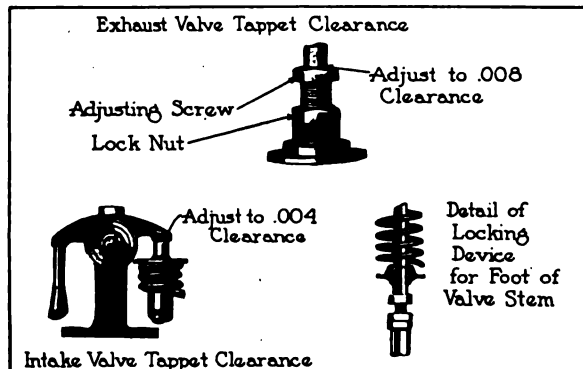 Exhaust Valve Tappet Clearance
Adjust to .008
Clearance
Adjusting Screw
Lock Nut
Adjust to .004
Clearance
Detail of
Locking
Device
for Foot of
Valve Stem
Intake Valve Tappet Clearance